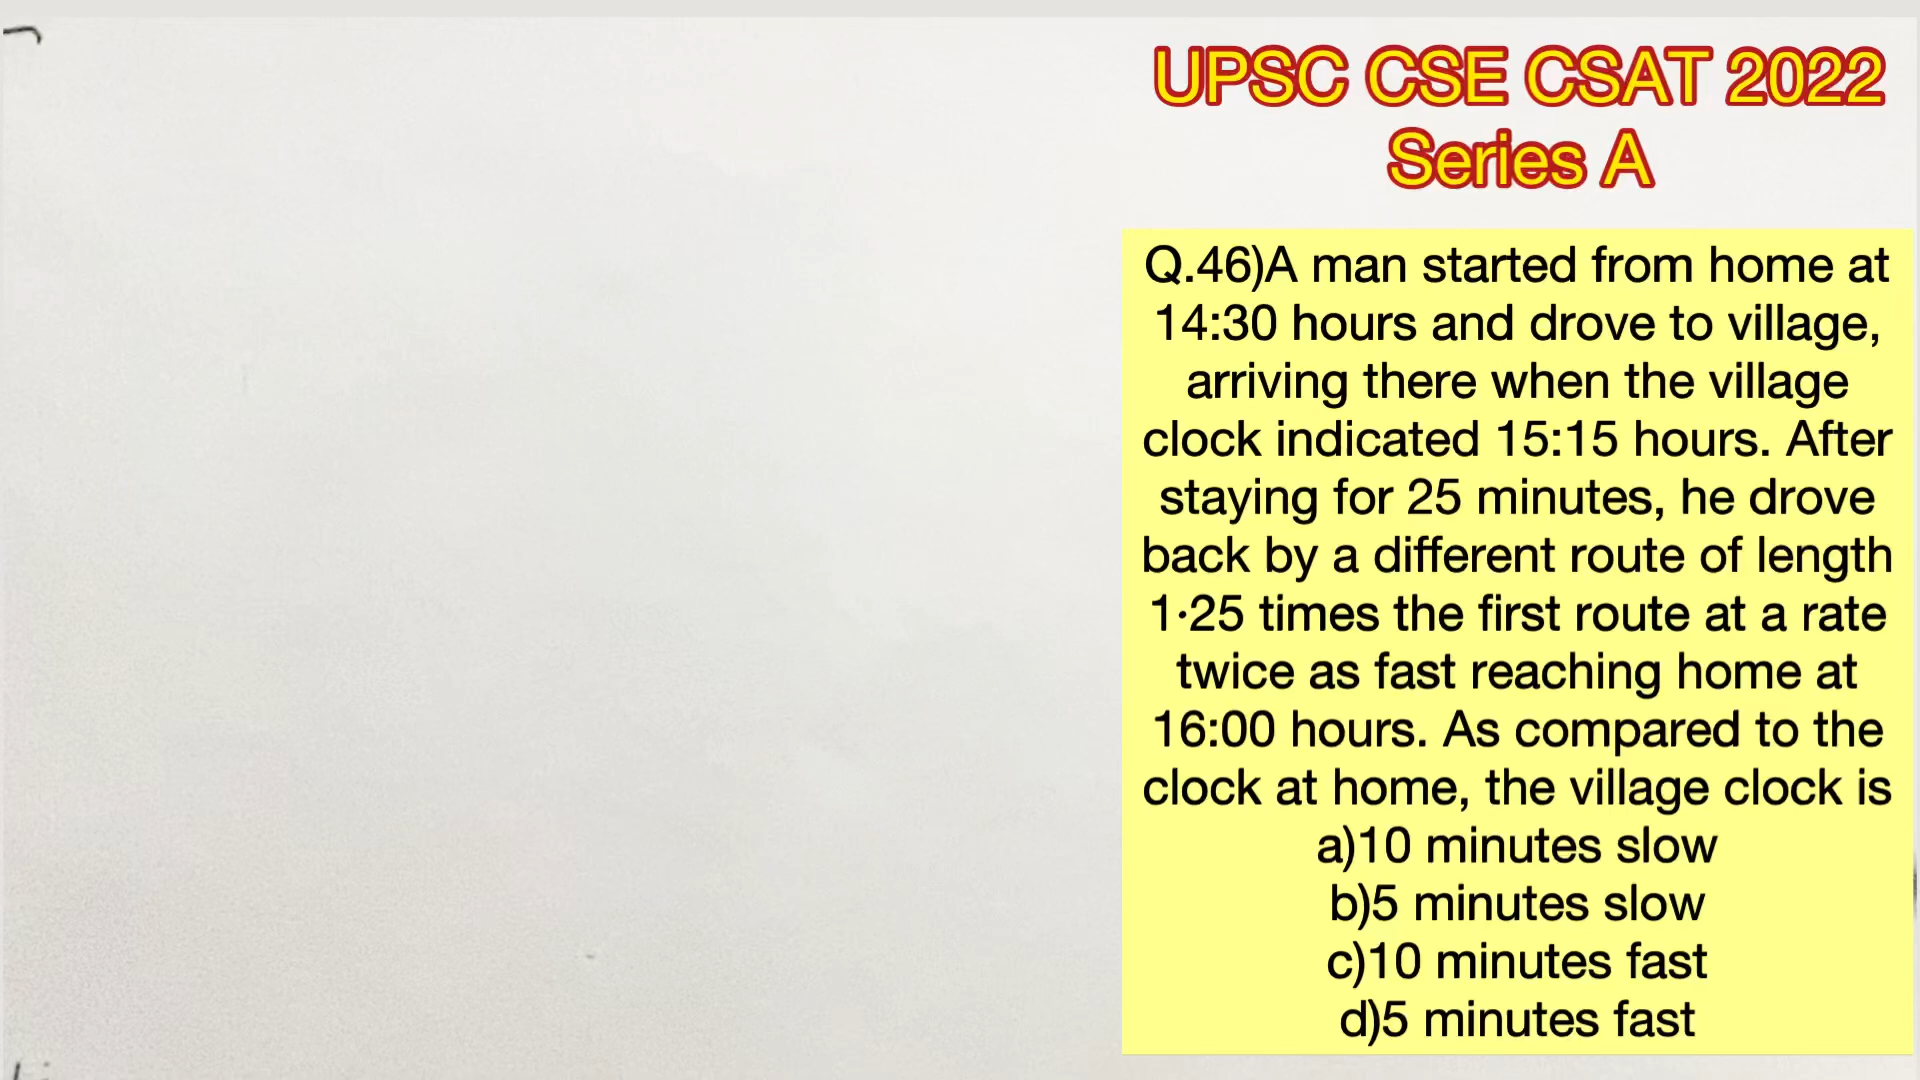 UPSC CSE CSAT 2022
Series A
Q.46)A man started from home at
14:30 hours and drove to village,
arriving there when the village
clock indicated 15:15 hours. After
staying for 25 minutes, he drove
back by a different route of length
1·25 times the first route at a rate
twice as fast reaching home at
16:00 hours. As compared to the
clock at home, the village clock is
a)10 minutes slow
b)5 minutes slow
c)10 minutes fast
d)5 minutes fast